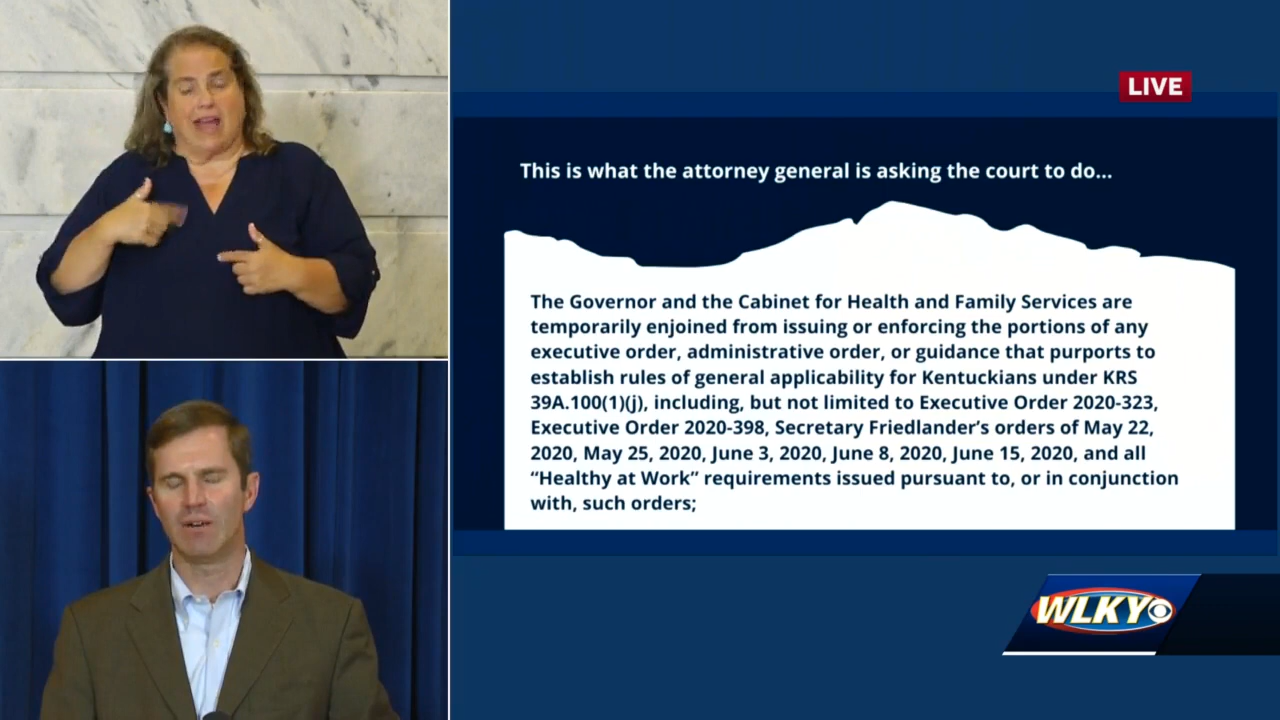 LIVE
This is what the attorney general is asking the court to do...
The Governor and the Cabinet for Health and Family Services are
temporarily enjoined from issuing or enforcing the portions of any
executive order, administrative order, or guidance that purports to
establish rules of general applicability for Kentuckians under KRS
39A.100(1)(j), including, but not limited to Executive Order 2020-323,
Executive Order 2020-398, Secretary Friedlander’s orders of May 22,
2020, May 25, 2020, June 3, 2020, June 8, 2020, June 15, 2020, and all
“Healthy at Work” requirements issued pursuant to, or in conjunction
with, such orders;
WLKY